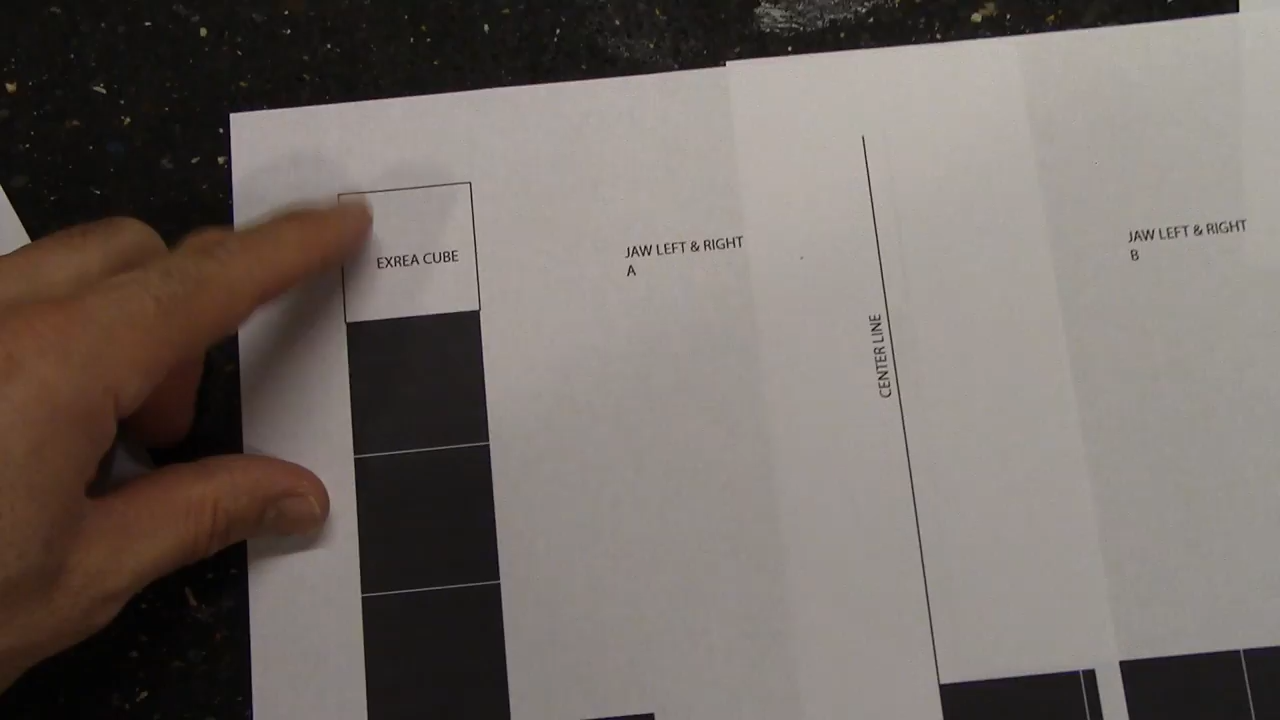 EXREA CUBE
JAW LEFT & RIGHT
A
CENTER LINE
JAW LEFT & RIGHT
B